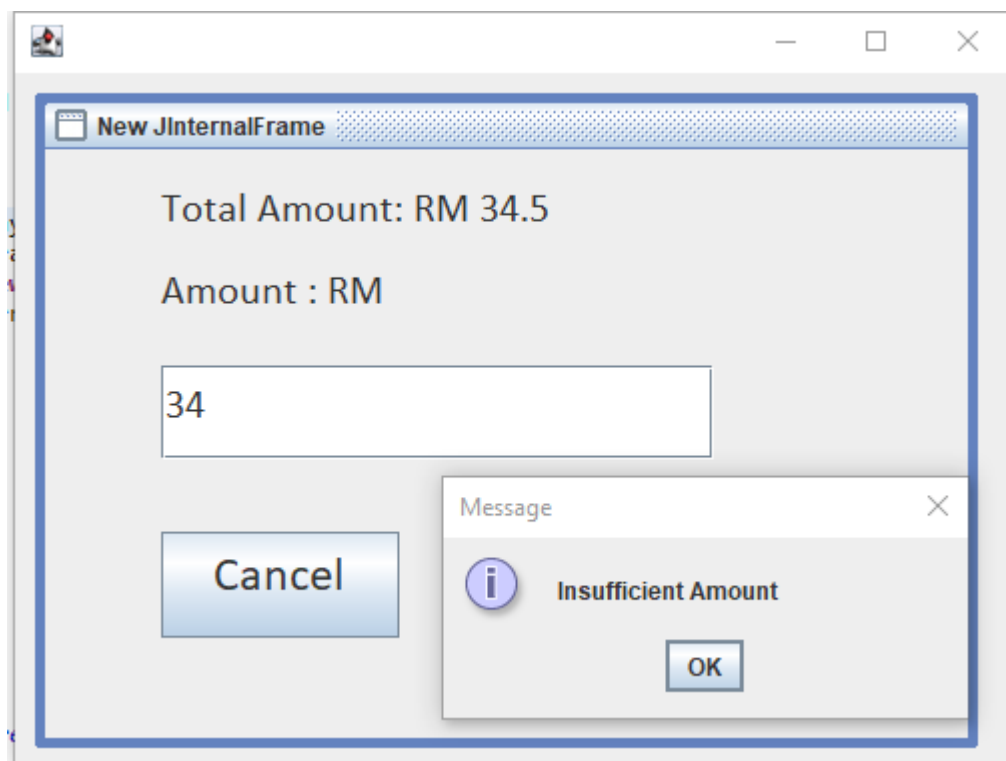 New JInternalFrame
Total Amount: RM 34.5
Amount : RM
34
Cancel
Message
Insufficient Amount
OK